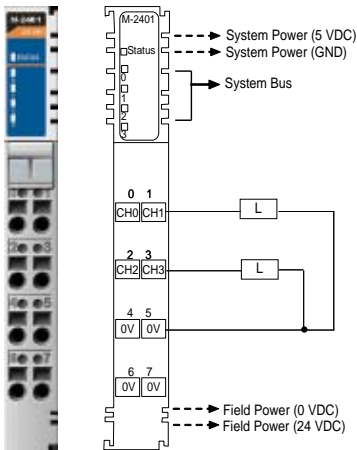 M-2401
M-2401
System Power (5 VDC)
Status
System Power (GND)
System Bus
0
1
2
3
0 1
CH0 CH1
L
2 3
CH2 CH3
L
4 5
0V 0V
6 7
0V 0V
Field Power (0 VDC)
Field Power (24 VDC)